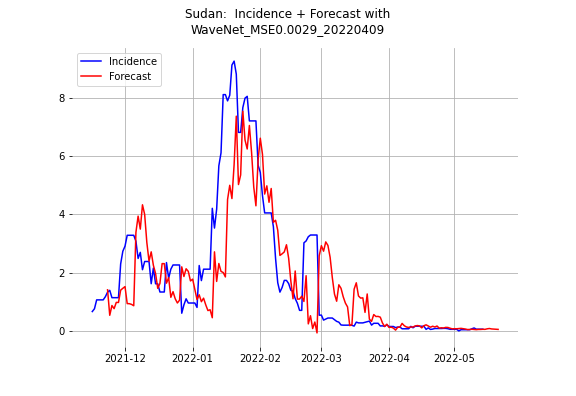 Sudan:  Incidence + Forecast with
WaveNet_MSE0.0029_20220409
Incidence
Forecast
8
6
4
2
0
2021-12
2022-01
2022-02
2022-03
2022-04
2022-05